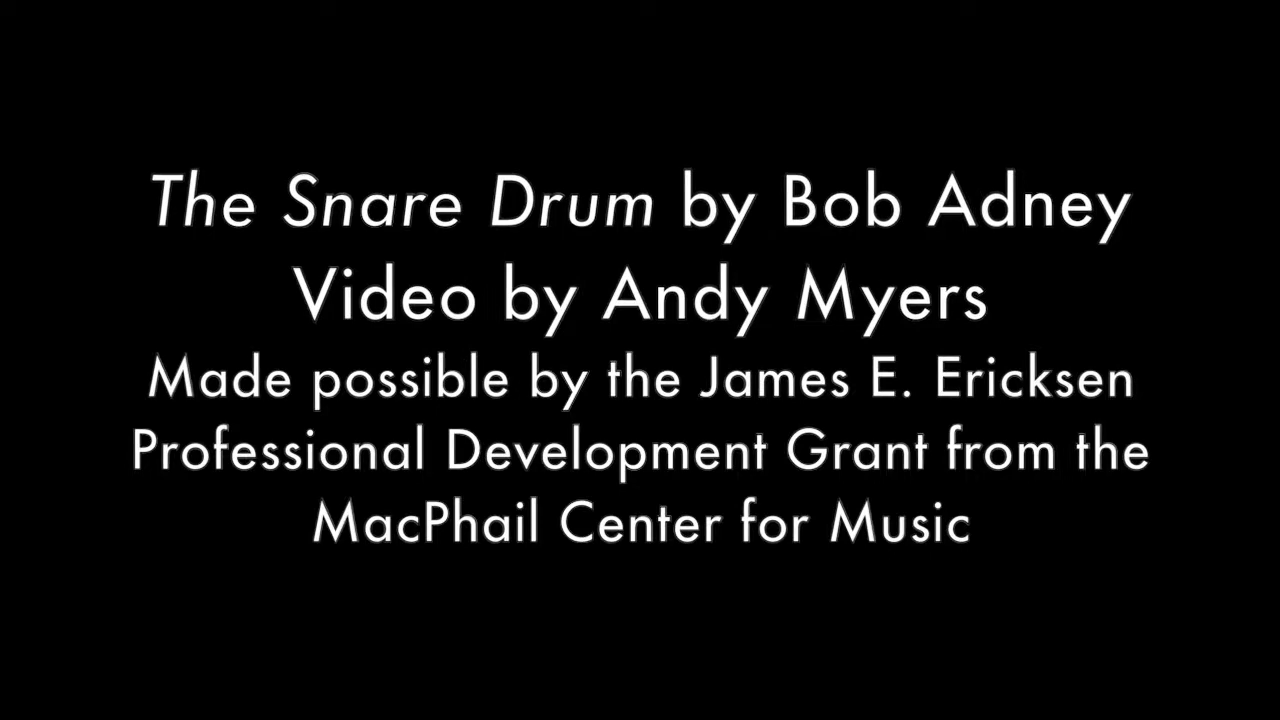 The Snare Drum by Bob Adney
Video by Andy Myers
Made possible by the James E. Ericksen
Professional Development Grant from the
MacPhail Center for Music